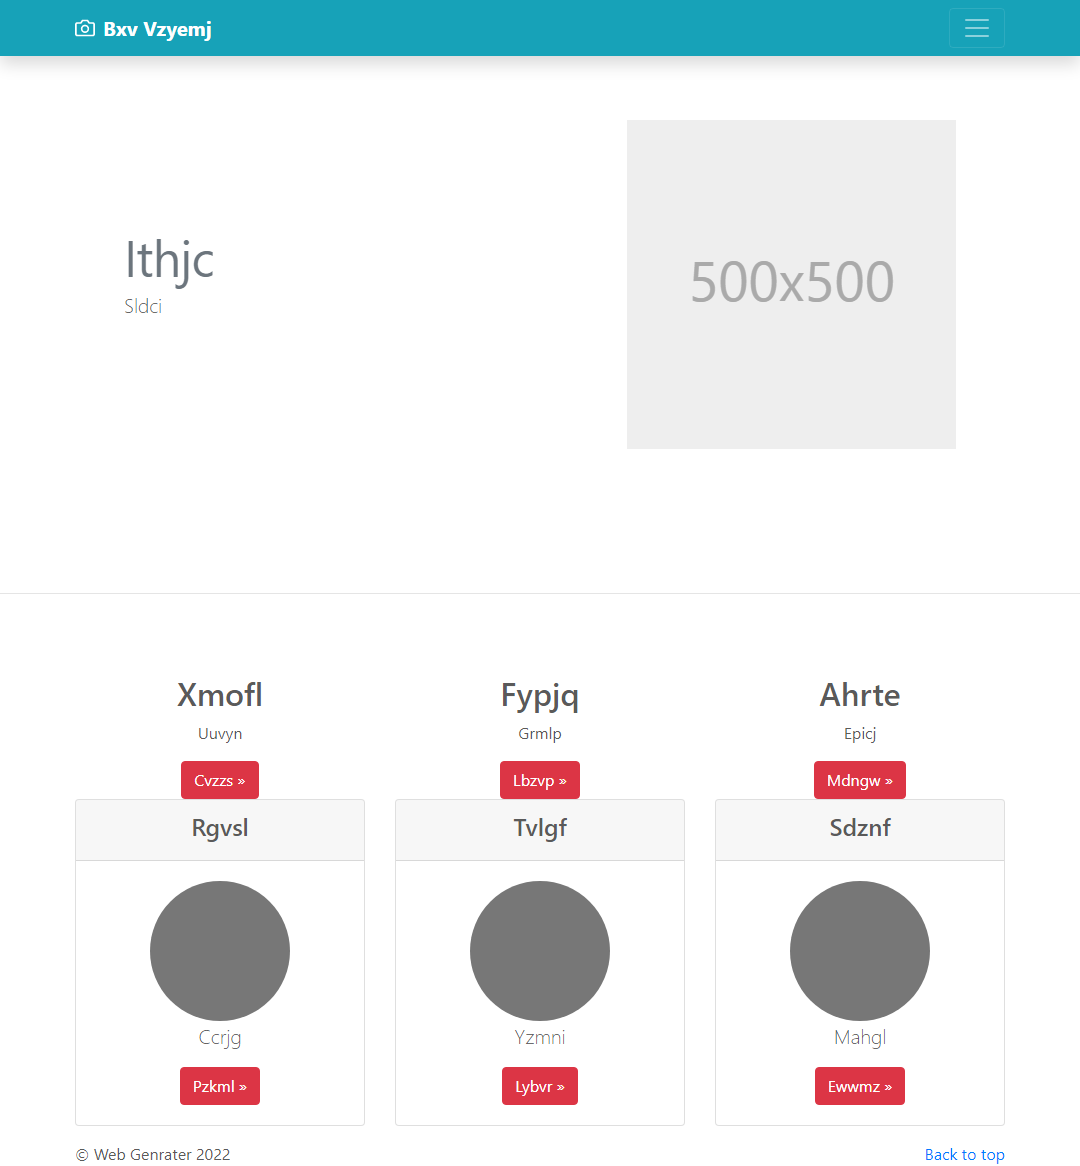 Bxv Vzyemj
Ithjc
Sldci
500x500
Xmofl
Uuvyn
Cvzzs »
Fypjq
Grmlp
Lbzvp »
Ahrte
Epicj
Mdngw »
Rgvsl
Ccrjg
Pzkml »
Tvlgf
Yzmni
Lybvr »
Sdznf
Mahgl
Ewwmz »
© Web Genrater 2022
Back to top